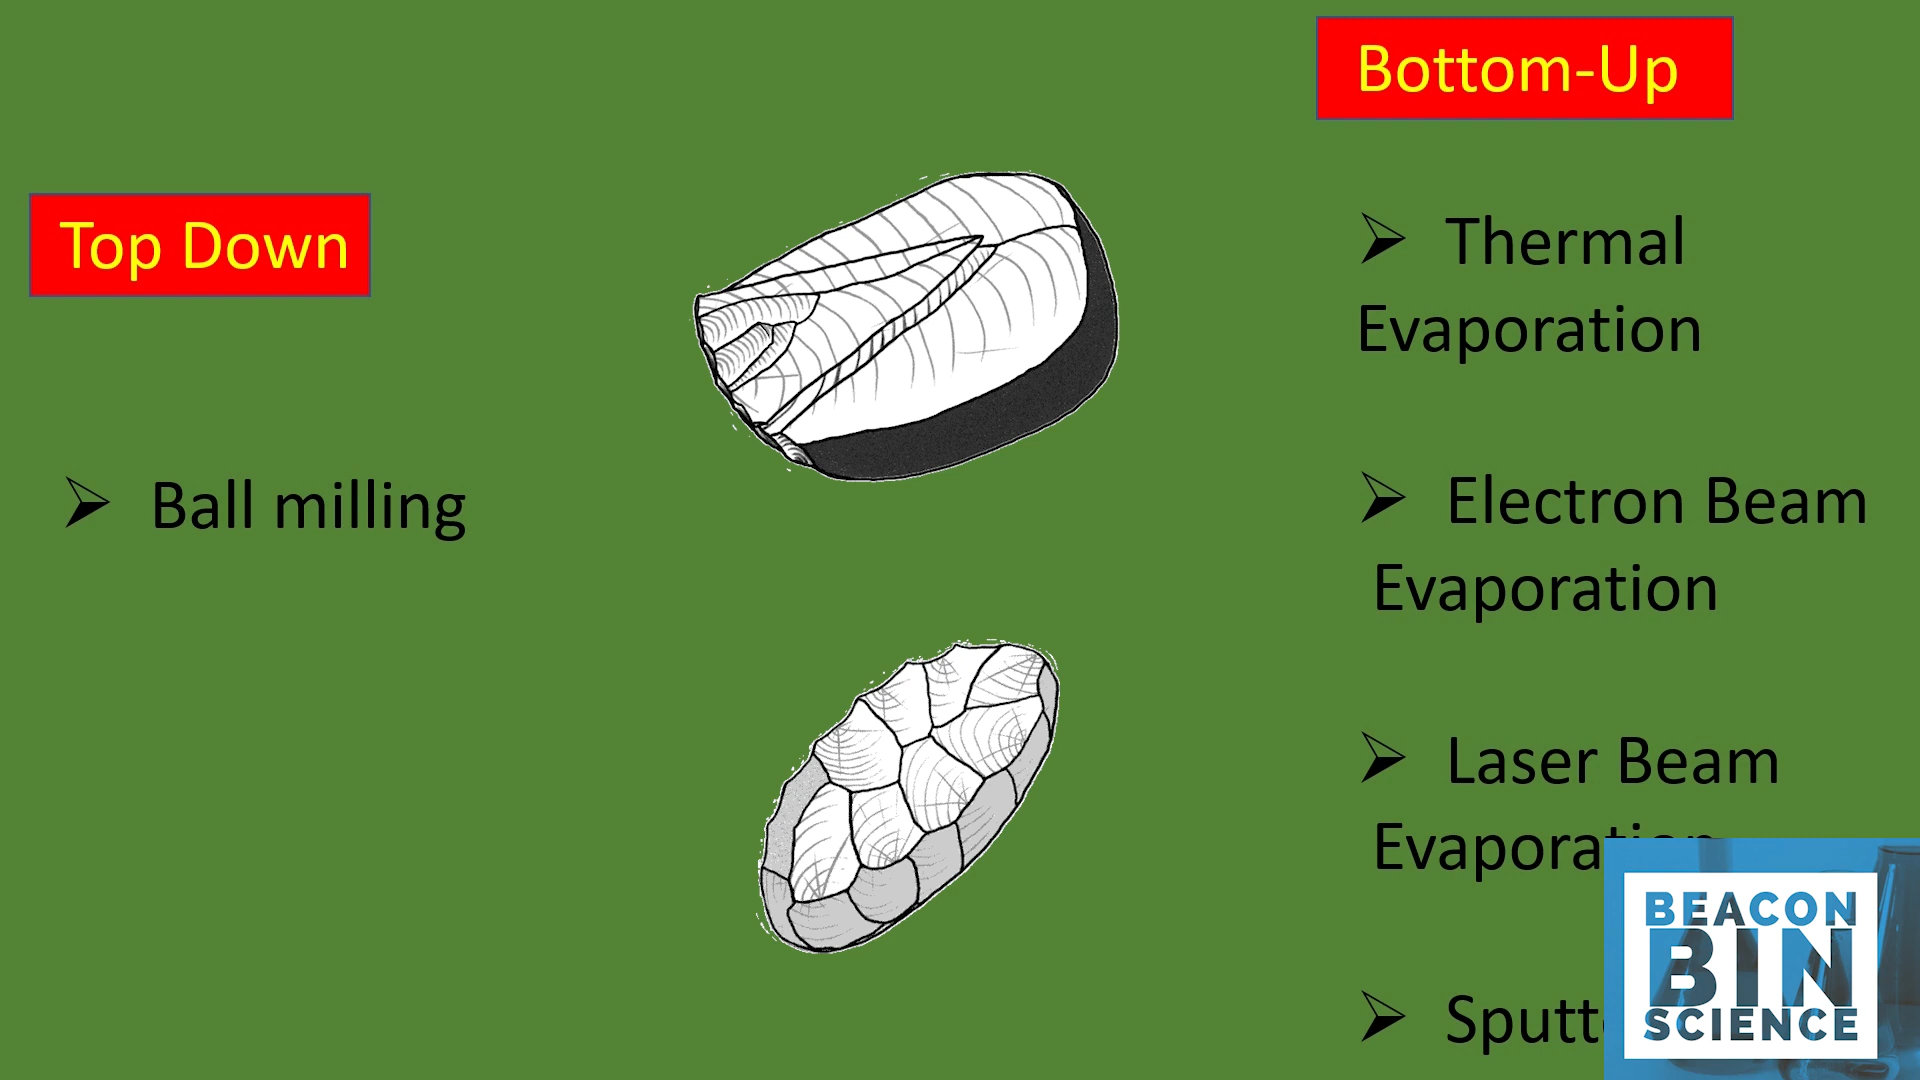 Bottom-Up
Top Down
➢ Thermal
Evaporation
➢ Ball milling
➢ Electron Beam
Evaporation
➢ Laser Beam
BEACON
BIN
SCIENCE